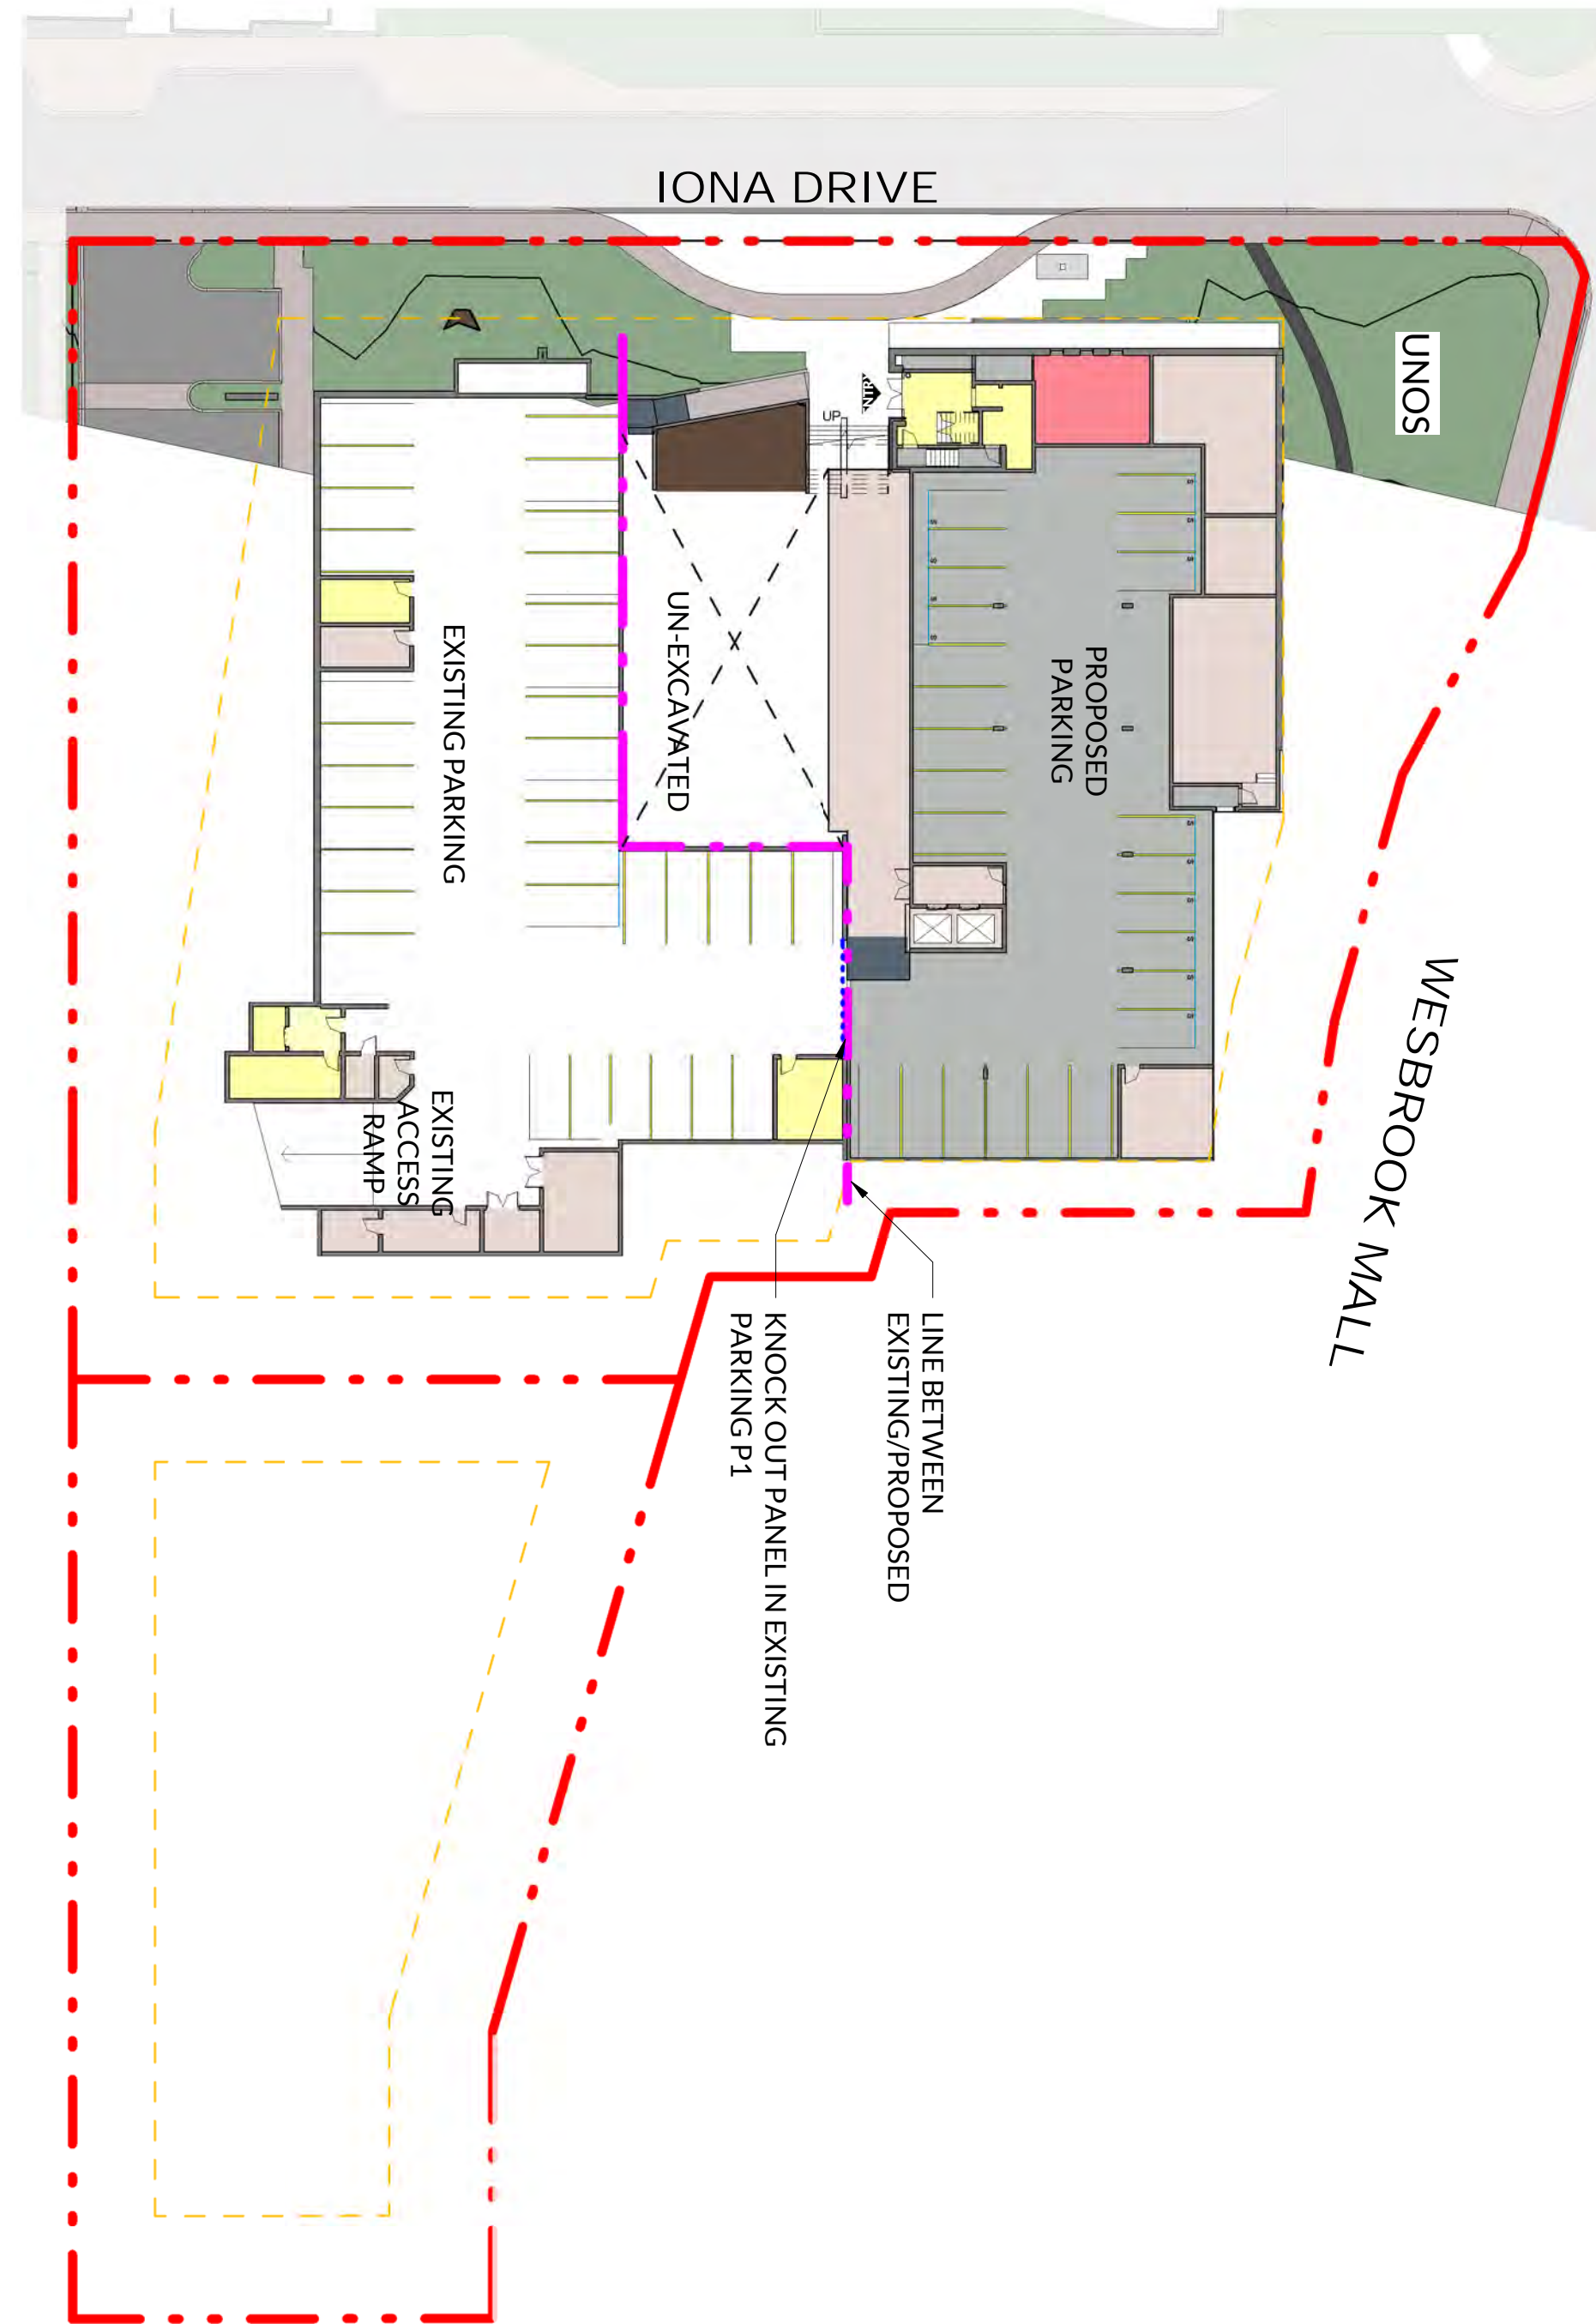 IONA DRIVE
UNOS
UP
UN-EXCAVATED
EXISTING PARKING
PROPOSED
PARKING
WESBROOK MALL
EXISTING
ACCESS
RAMP
LINE BETWEEN
EXISTING/PROPOSED
KNOCK OUT PANEL IN EXISTING
PARKING P1